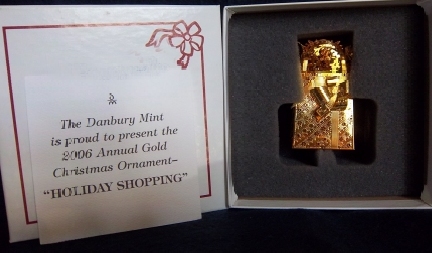 The Danbury Mint
is proud to present the
2006 Annual Gold
Christmas Ornament–
"HOLIDAY SHOPPING"